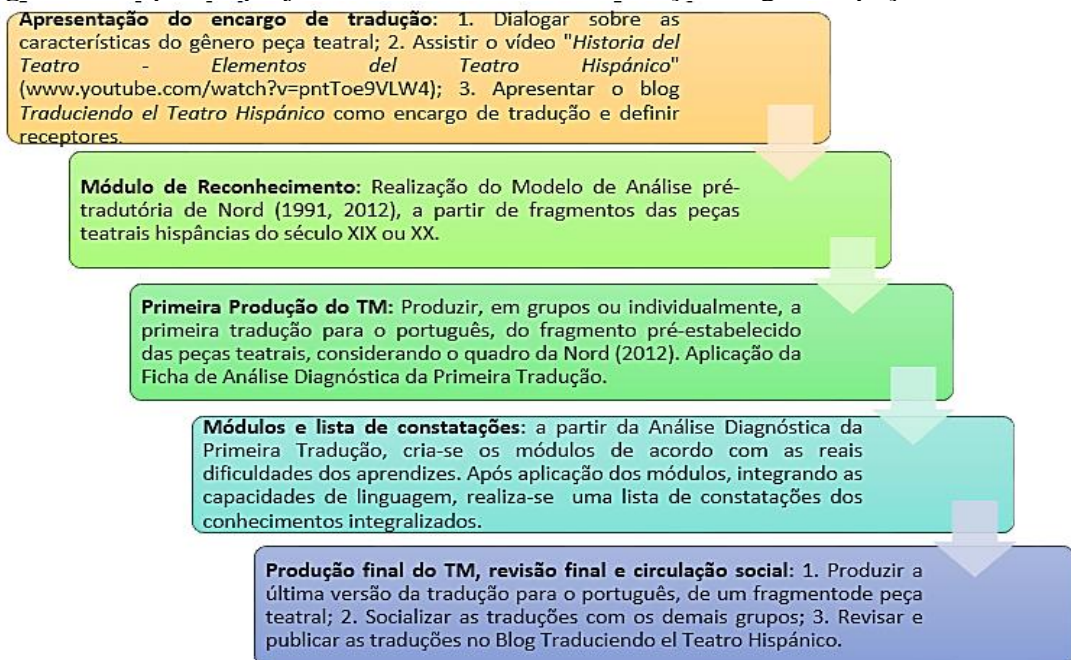 Apresentação do encargo de tradução: 1. Dialogar sobre as
características do gênero peça teatral; 2. Assistir o vídeo "Historia del
Teatro - Elementos del Teatro Hispánico"
(www.youtube.com/watch?v=pntToe9VLW4); 3. Apresentar o blog
Traduciendo el Teatro Hispánico como encargo de tradução e definir
receptores.
Módulo de Reconhecimento: Realização do Modelo de Análise pré-
tradutória de Nord (1991, 2012), a partir de fragmentos das peças
teatrais hispâncias do século XIX ou XX.
Primeira Produção do TM: Produzir, em grupos ou individualmente, a
primeira tradução para o português, do fragmento pré-estabelecido
das peças teatrais, considerando o quadro da Nord (2012). Aplicação da
Ficha de Análise Diagnóstica da Primeira Tradução.
Módulos e lista de constatações: a partir da Análise Diagnóstica da
Primeira Tradução, cria-se os módulos de acordo com as reais
dificuldades dos aprendizes. Após aplicação dos módulos, integrando as
capacidades de linguagem, realiza-se uma lista de constatações dos
conhecimentos integralizados.
Produção final do TM, revisão final e circulação social: 1. Produzir a
última versão da tradução para o português, de um fragmentode peça
teatral; 2. Socializar as traduções com os demais grupos; 3. Revisar e
publicar as traduções no Blog Traduciendo el Teatro Hispánico.